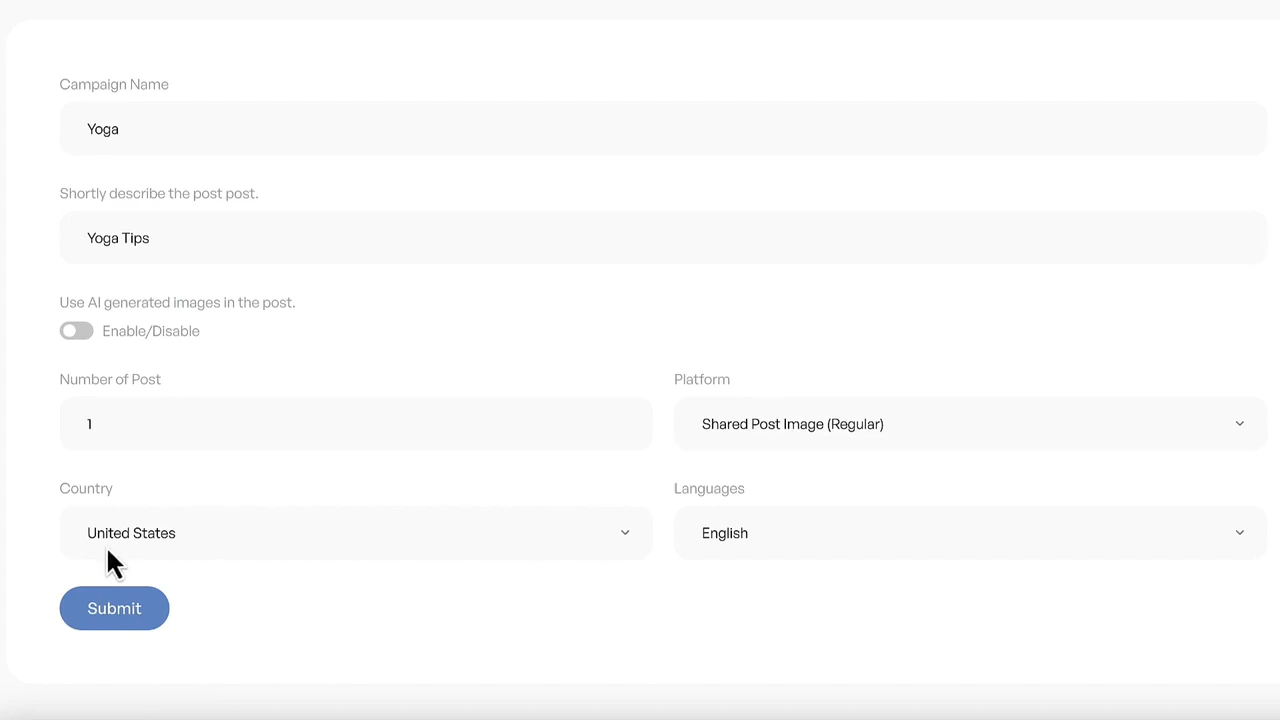 Campaign Name
Yoga
Shortly describe the post post.
Yoga Tips
Use AI generated images in the post.
Enable/Disable
Number of Post
1
Platform
Shared Post Image (Regular)
Country
United States
Languages
English
Submit